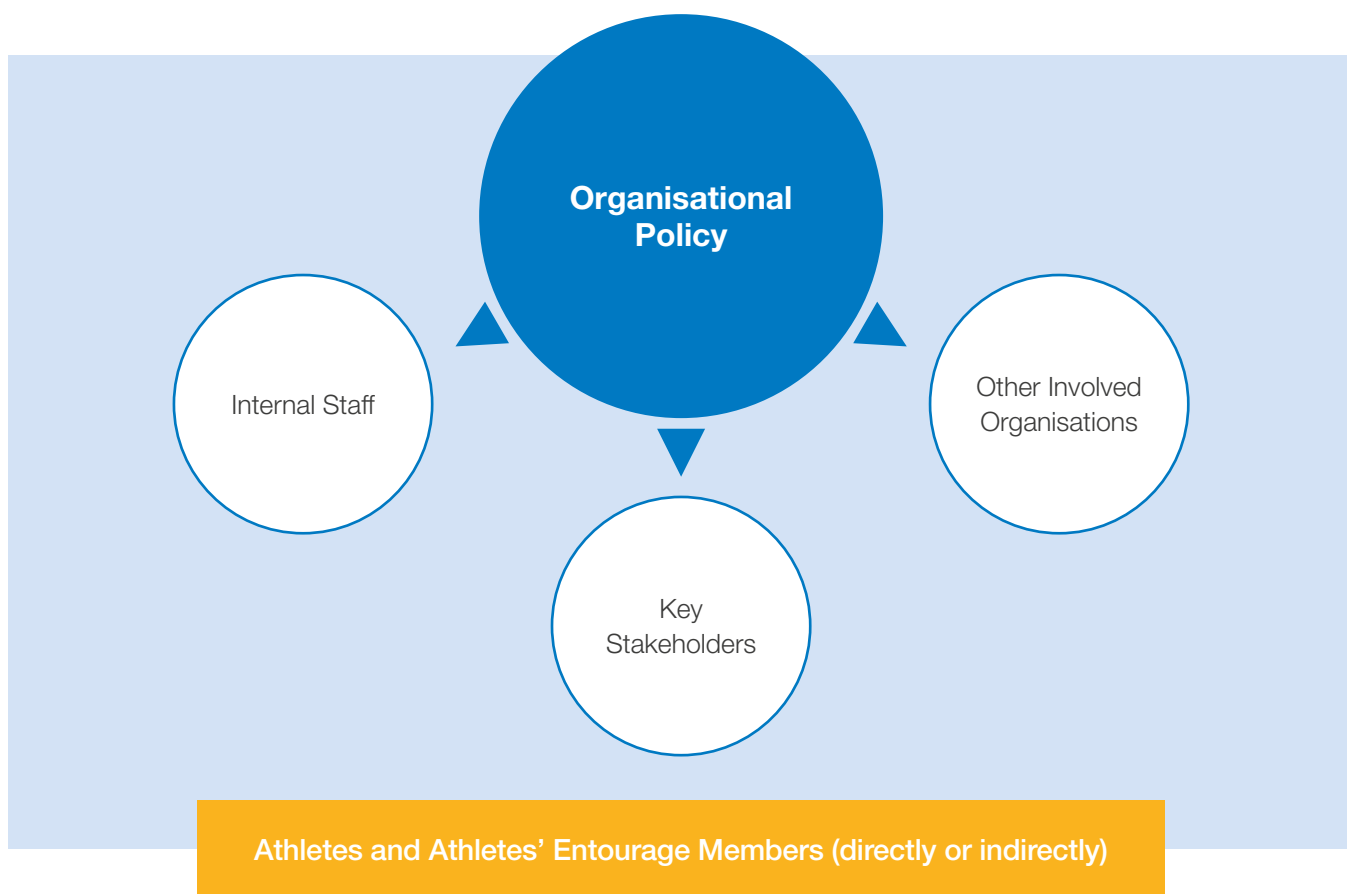 Organisational
Policy
Internal Staff
Other Involved
Organisations
Key
Stakeholders
Athletes and Athletes’ Entourage Members (directly or indirectly)